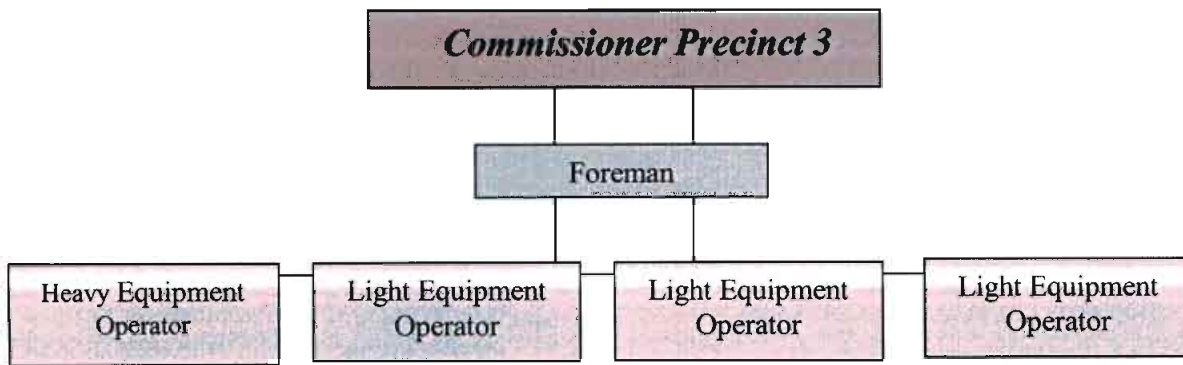 Commissioner Precinct 3
Foreman
Heavy Equipment
Operator
Light Equipment
Operator
Light Equipment
Operator
Light Equipment
Operator